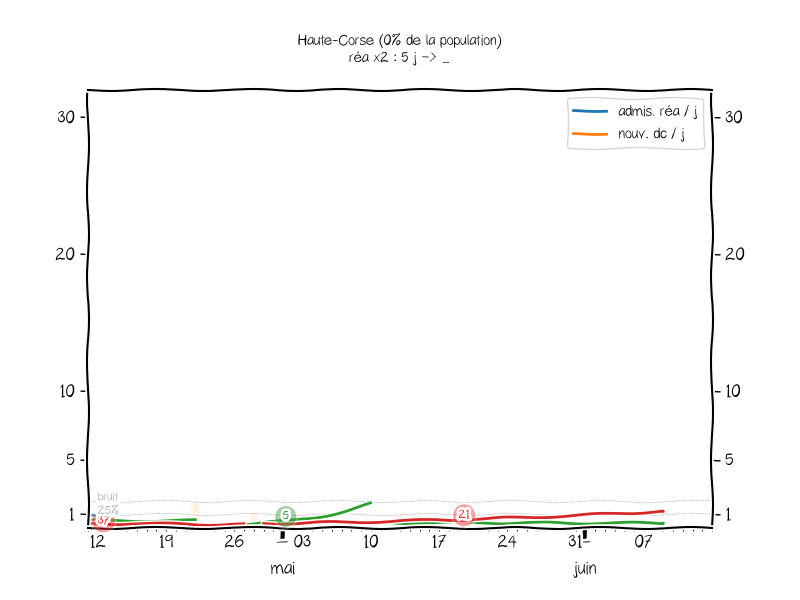 Haute-Corse (0% de la population)
réa x2 : 5 j -> _
admis. réa / j
nouv. dc / j
30 30
20 20
10 10
5 5
bruit
25%
37 5 21
1 1
12 19 26 03 10 17 24 31 07
mai juin